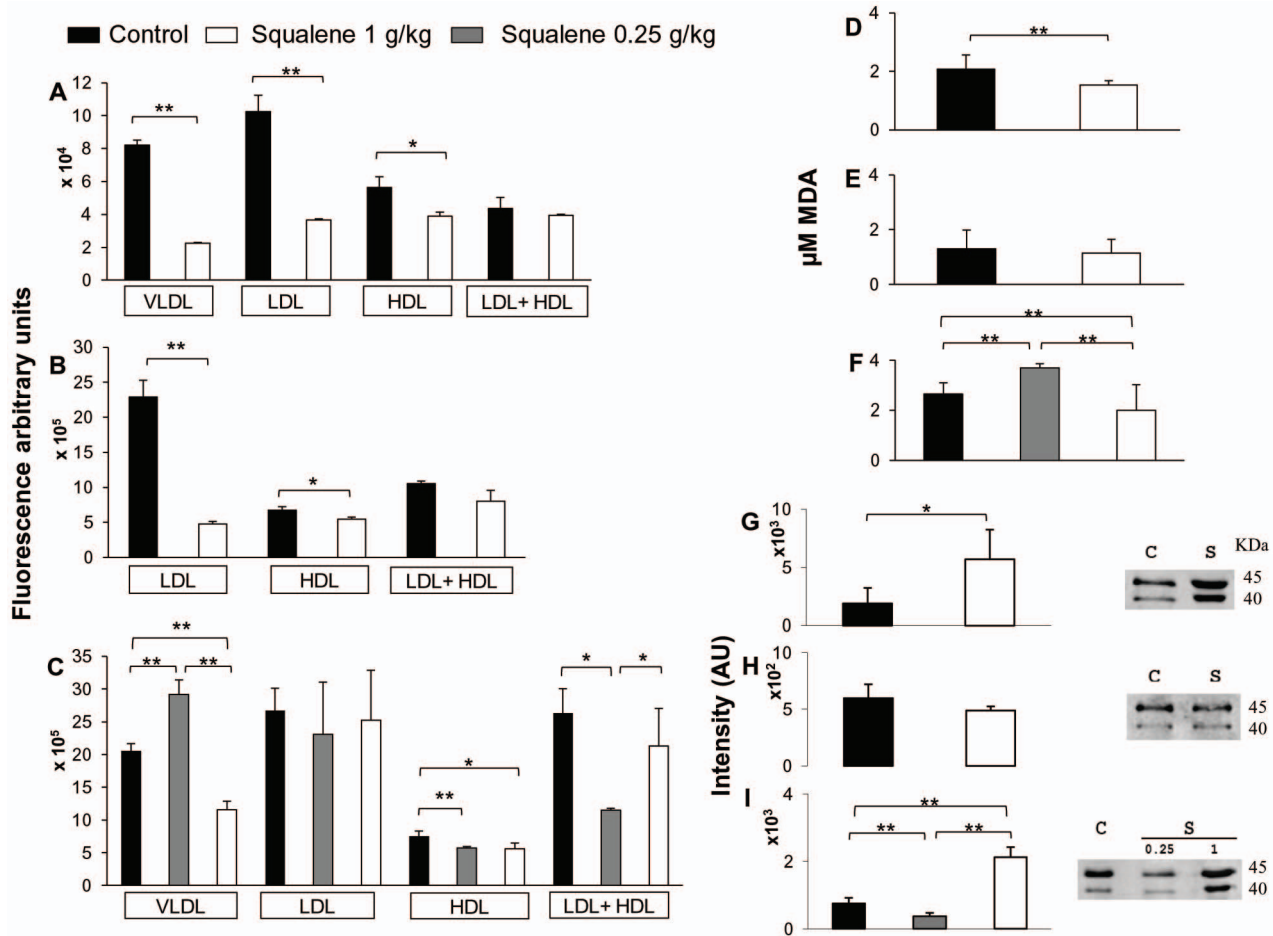 Control Squalene 1 g/kg Squalene 0.25 g/kg
Fluorescence arbitrary units
A
x 10⁴
12
10
8
6
4
2
0
** ** *
VLDL LDL HDL LDL+ HDL
B
x 10⁵
30
25
20
15
10
5
0
** *
LDL HDL LDL+ HDL
C
x 10⁵
35
30
25
20
15
10
5
0
**
** **
*
**
* *
VLDL LDL HDL LDL+ HDL
µM MDA
D
4
2
0
**
E
4
2
0
F
4
2
0
**
** **
Intensity (AU)
G
x10³
10
5
0
*
C S KDa
45
40
H
x10²
10
5
0
C S
45
40
I
x10³
4
2
0
**
** **
C S
0.25 1
45
40